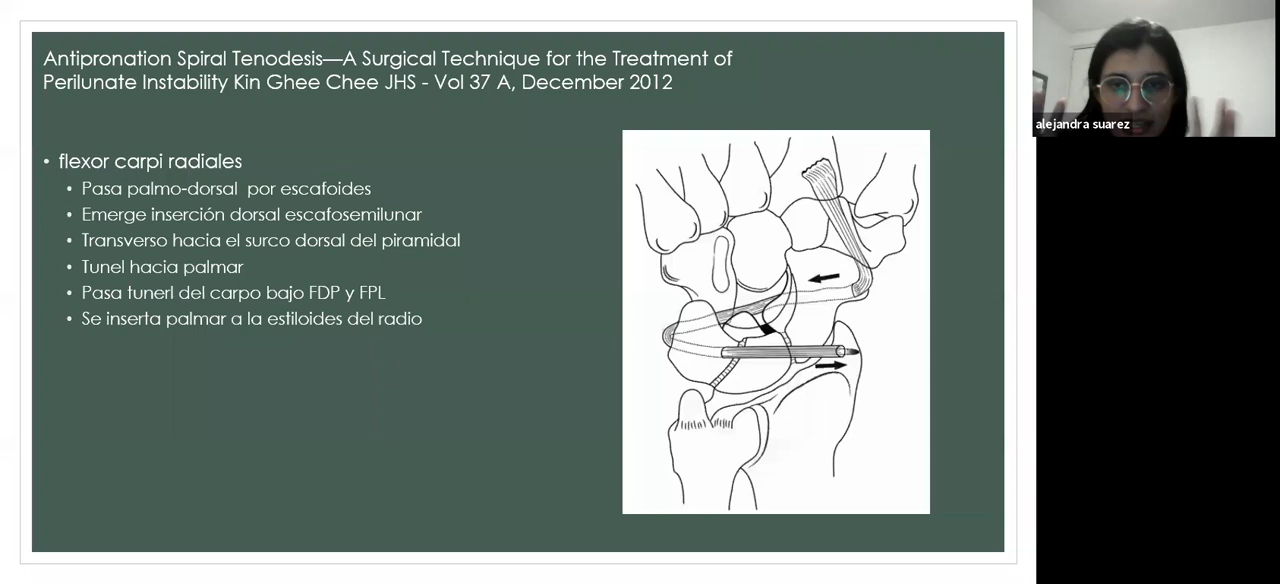 Antipronation Spiral Tenodesis—A Surgical Technique for the Treatment of
Perilunate Instability Kin Ghee Chee JHS - Vol 37 A, December 2012
• flexor carpi radiales
• Pasa palmo-dorsal por escafoides
• Emerge inserción dorsal escafosemilunar
• Transverso hacia el surco dorsal del piramidal
• Tunel hacia palmar
• Pasa tunerl del carpo bajo FDP y FPL
• Se inserta palmar a la estiloides del radio
alejandra suarez